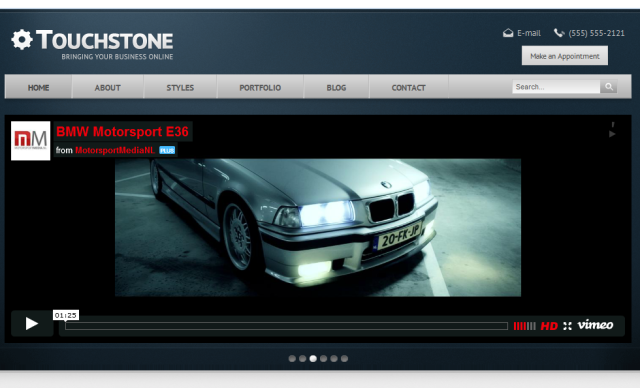 TOUCHSTONE
BRINGING YOUR BUSINESS ONLINE
E-mail (555) 555-2121
Make an Appointment
HOME ABOUT STYLES PORTFOLIO BLOG CONTACT Search...
BMW Motorsport E36
from MotorsportMediaNL PLUS
20-FK-JP
01:25
HD vimeo